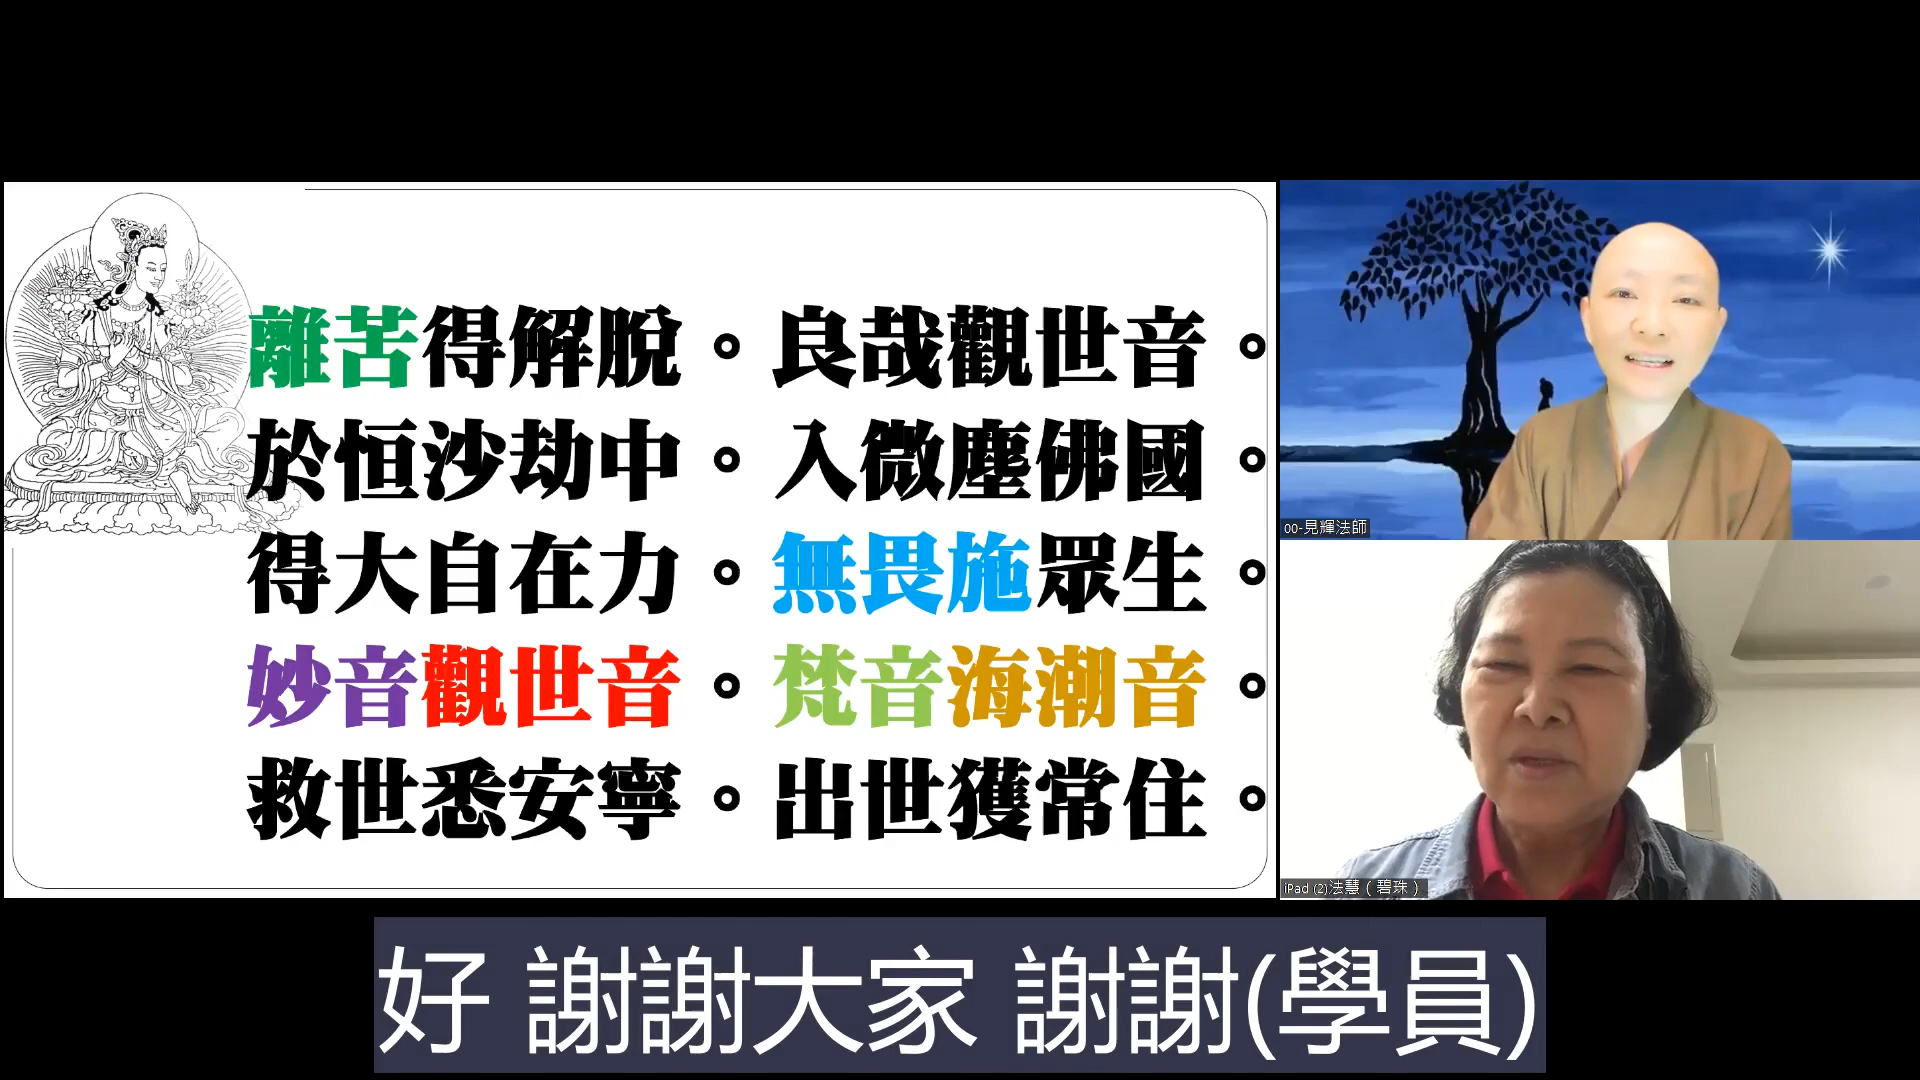 離苦得解脫。良哉觀世音。
於恒沙劫中。入微塵佛國。
得大自在力。無畏施眾生。
妙音觀世音。梵音海潮音。
救世悉安寧。出世獲常住。
00-見輝法師
iPad (2)法慧（碧珠）
好 謝謝大家 謝謝(學員)